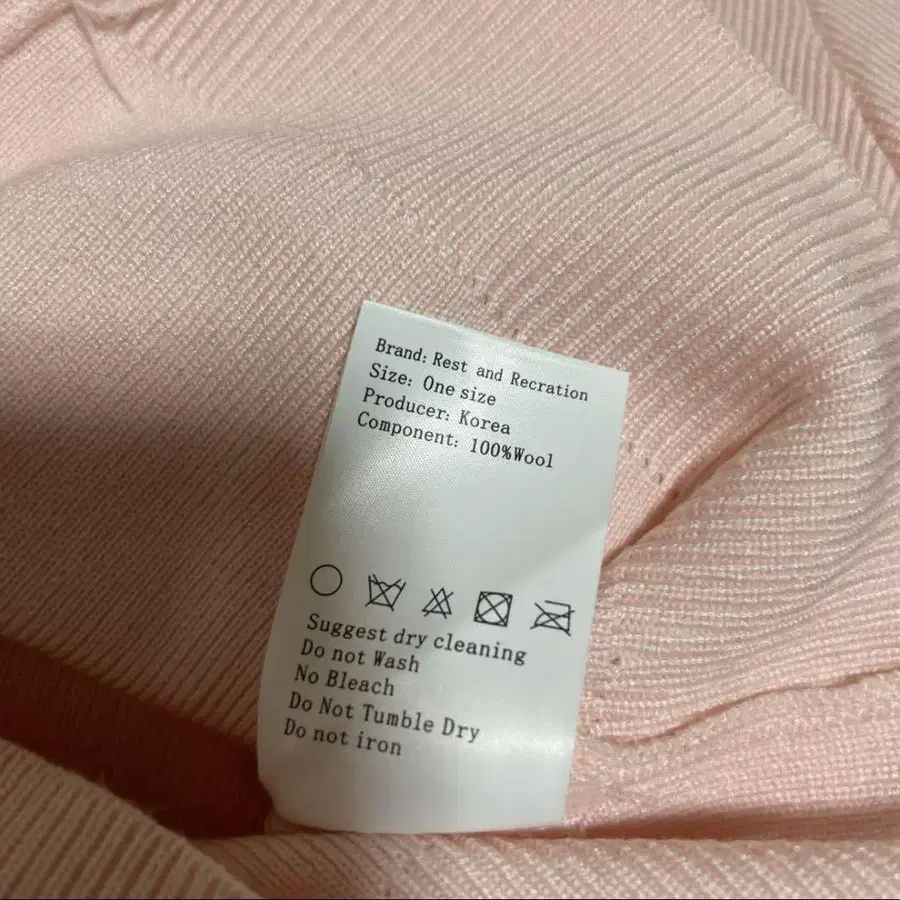 Brand: Rest and Recration
Size: One size
Producer: Korea
Component: 100%Wool
Suggest dry cleaning
Do not Wash
No Bleach
Do Not Tumble Dry
Do not iron